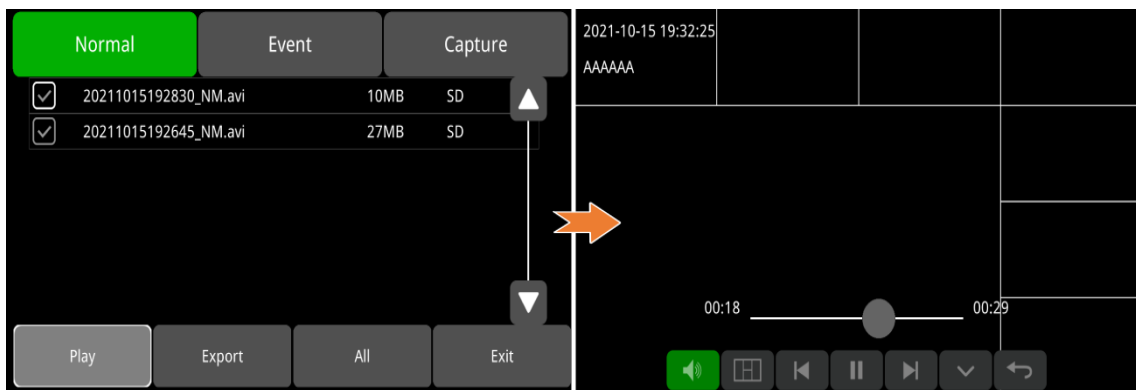 Normal Event Capture
20211015192830_NM.avi 10MB SD
20211015192645_NM.avi 27MB SD
Play Export All Exit
2021-10-15 19:32:25
AAAAAA
00:18 00:29